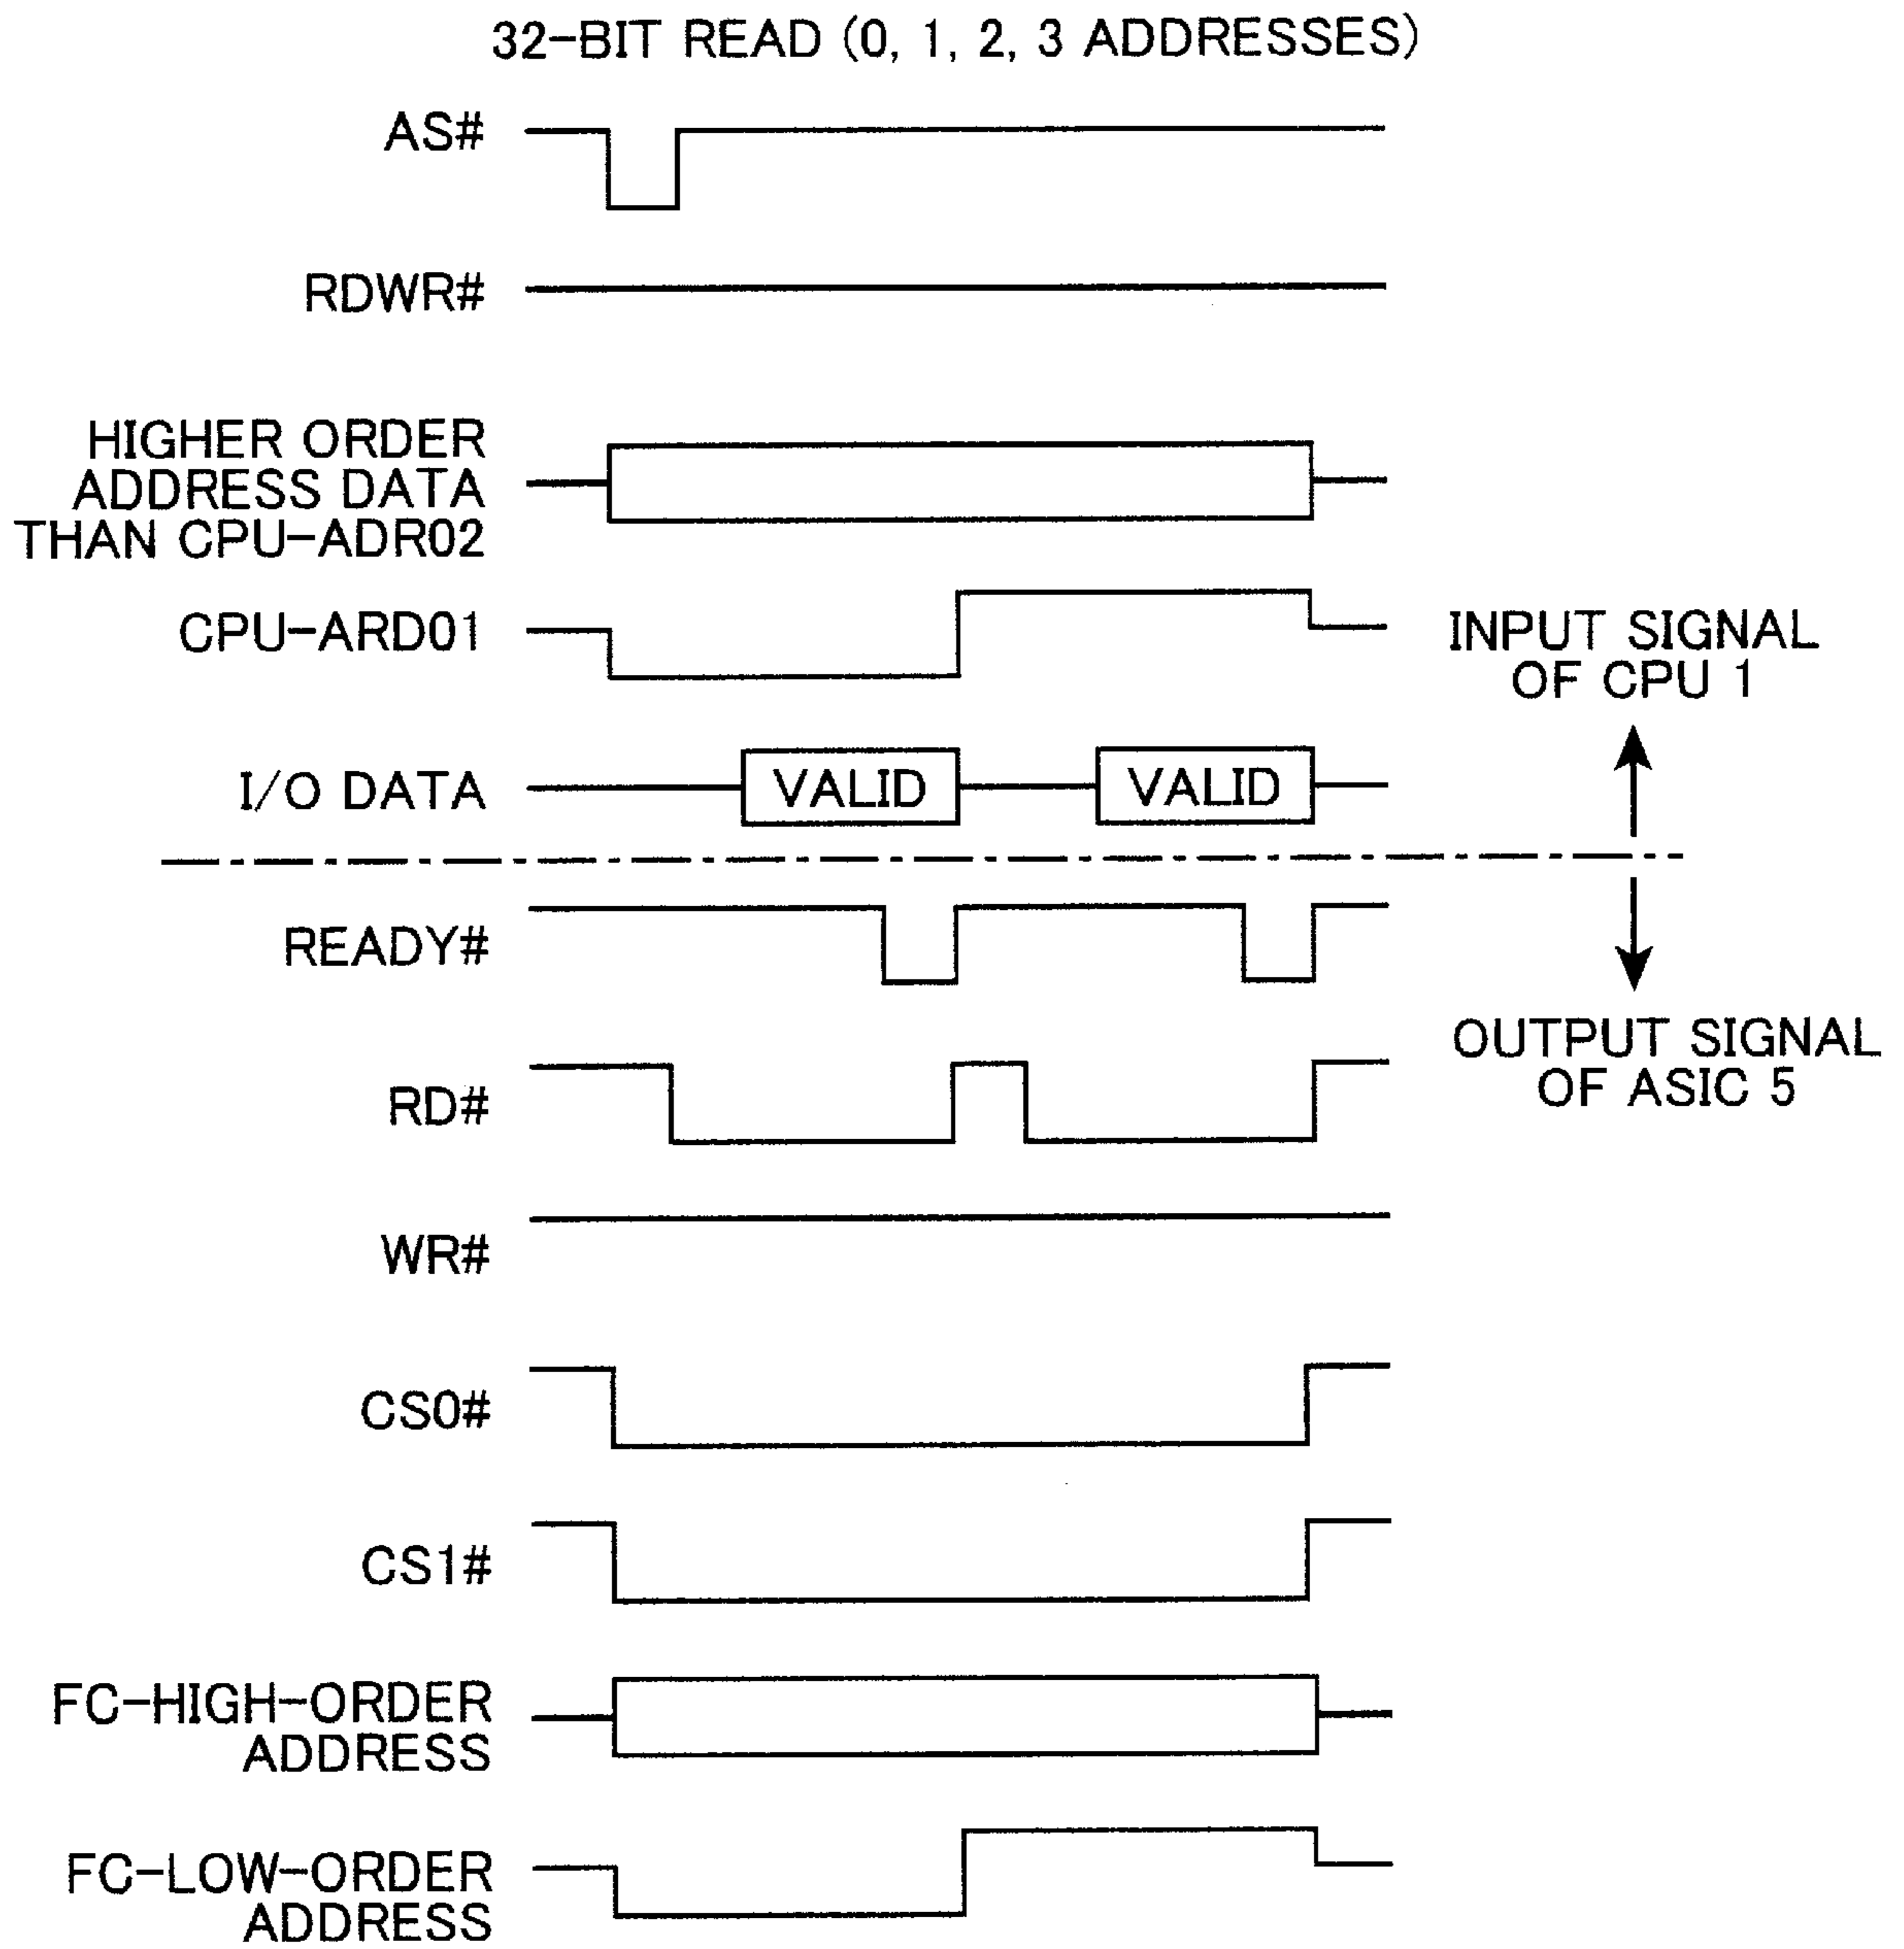 32-BIT READ (0, 1, 2, 3 ADDRESSES)
AS#
RDWR#
HIGHER ORDER
ADDRESS DATA
THAN CPU-ADR02
CPU-ARD01
INPUT SIGNAL
OF CPU 1
I/O DATA
VALID
VALID
READY#
OUTPUT SIGNAL
OF ASIC 5
RD#
WR#
CS0#
CS1#
FC-HIGH-ORDER
ADDRESS
FC-LOW-ORDER
ADDRESS